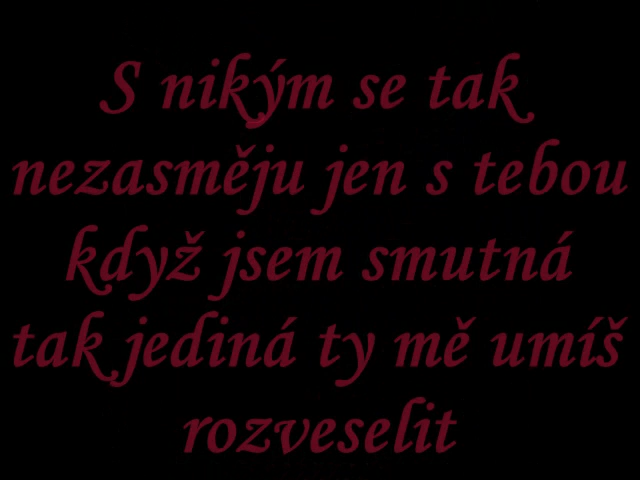 S nikým se tak
nezasměju jen s tebou
když jsem smutná
tak jediná ty mě umíš
rozveselit